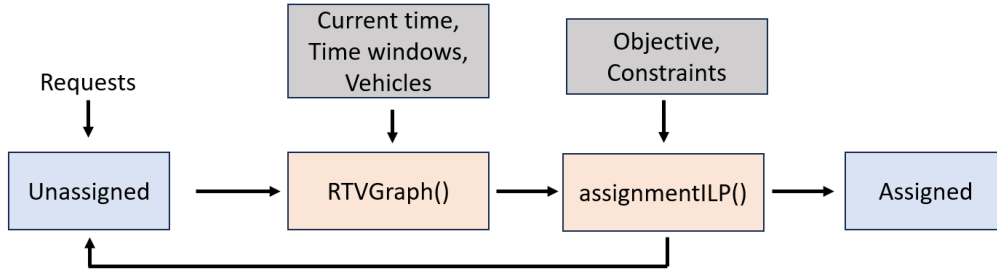 Current time,
Time windows,
Vehicles
Objective,
Constraints
Requests
Unassigned
RTVGraph()
assignmentILP()
Assigned